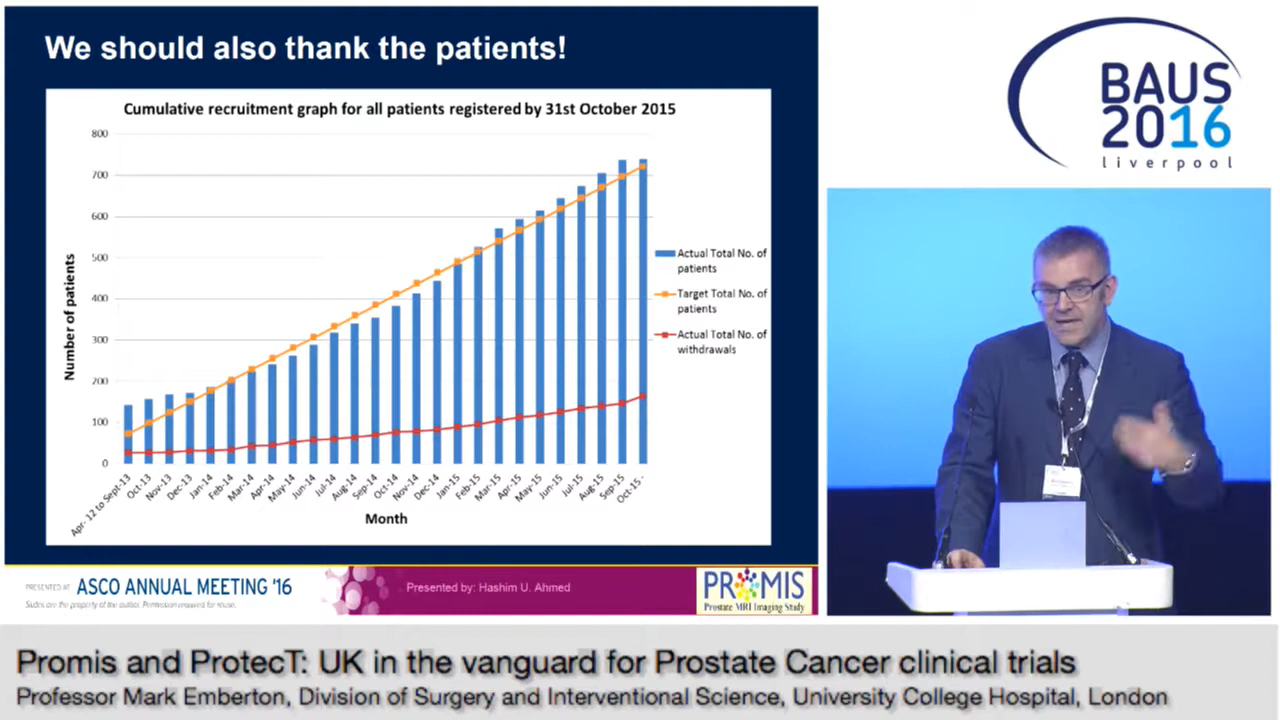 We should also thank the patients!
Cumulative recruitment graph for all patients registered by 31st October 2015
Number of patients
800
700
600
500
400
300
200
100
0
Apr- 12 to Sept-13
Oct-13
Nov-13
Dec-13
Jan-14
Feb-14
Mar-14
Apr-14
May-14
Jun-14
Jul-14
Aug-14
Sep-14
Oct-14
Nov-14
Dec-14
Jan-15
Feb-15
Mar-15
Apr-15
May-15
Jun-15
Jul-15
Aug-15
Sep-15
Oct-15
Month
Actual Total No. of
patients
Target Total No. of
patients
Actual Total No. of
withdrawals
PRESENTED AT: ASCO ANNUAL MEETING '16
Slides are the property of the author. Permission required for reuse.
Presented by: Hashim U. Ahmed
PROMIS
Prostate MRI Imaging Study
BAUS
2016
liverpool
Promis and ProtecT: UK in the vanguard for Prostate Cancer clinical trials
Professor Mark Emberton, Division of Surgery and Interventional Science, University College Hospital, London